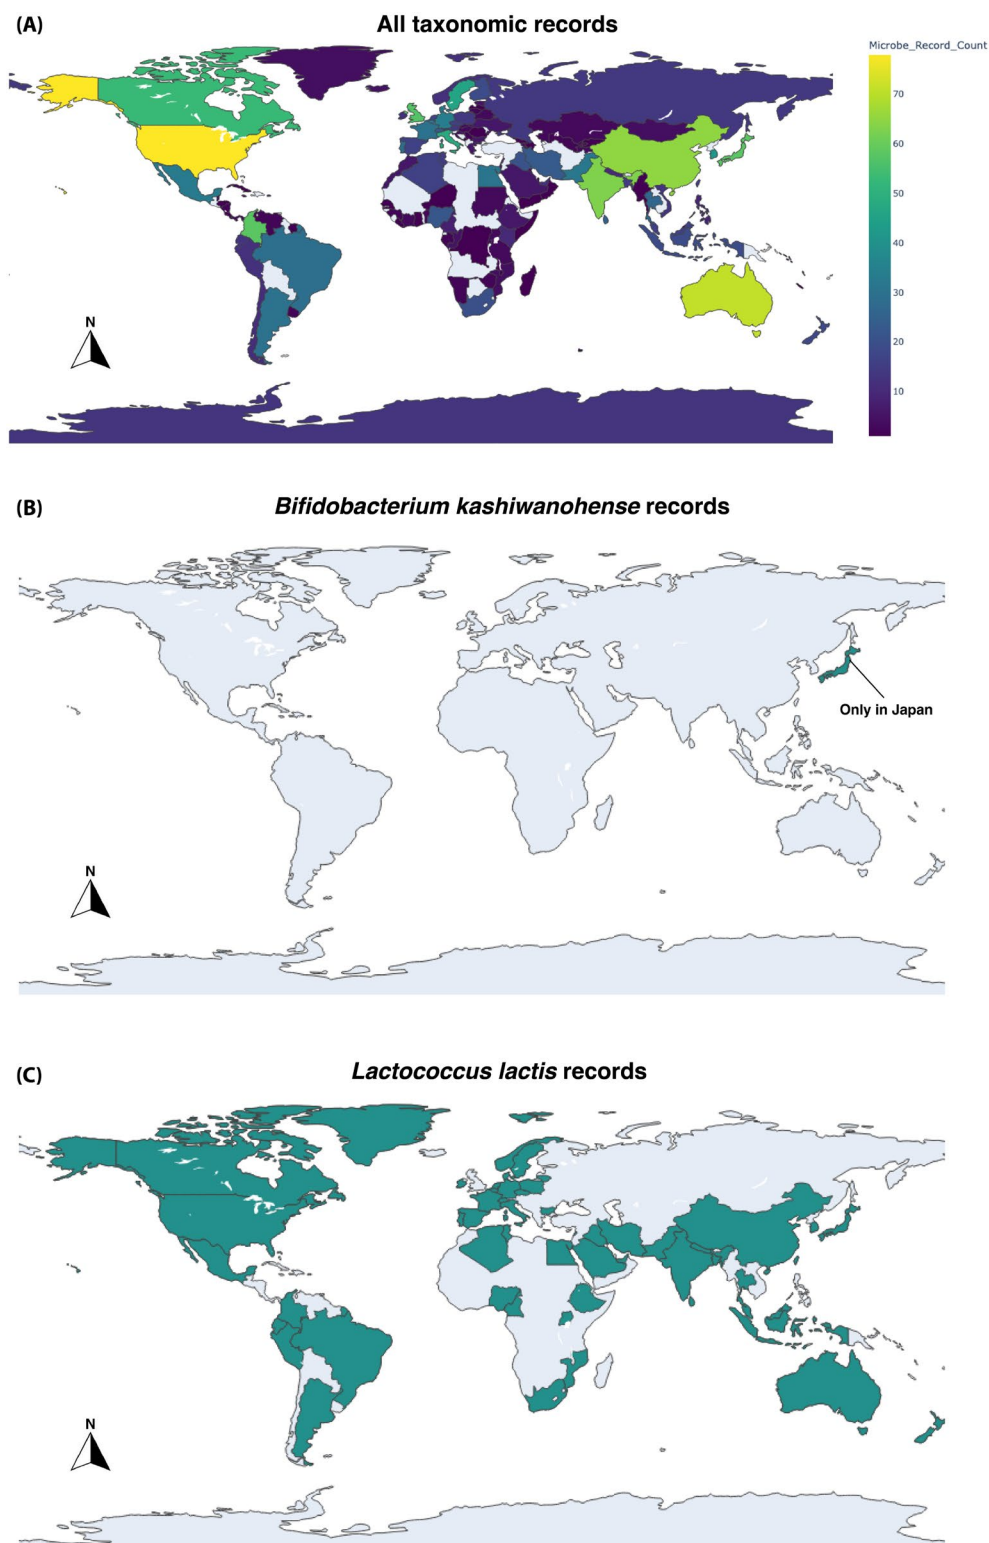 (A)
All taxonomic records
Microbe_Record_Count
70
60
50
40
30
20
10
N
(B)
Bifidobacterium kashiwanohense records
Only in Japan
N
(C)
Lactococcus lactis records
N